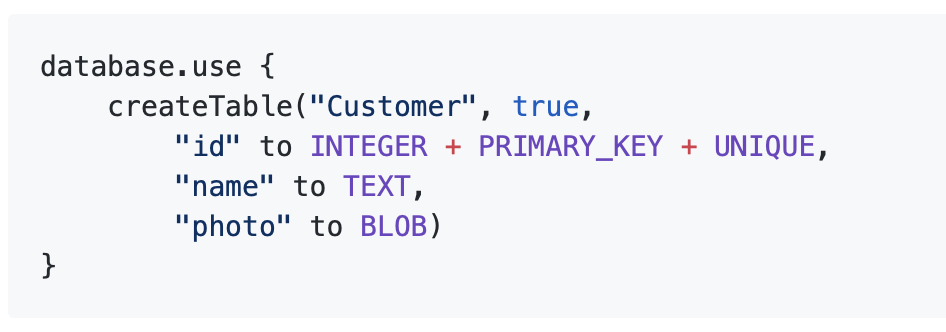 database.use {
    createTable("Customer", true,
        "id" to INTEGER + PRIMARY_KEY + UNIQUE,
        "name" to TEXT,
        "photo" to BLOB)
}